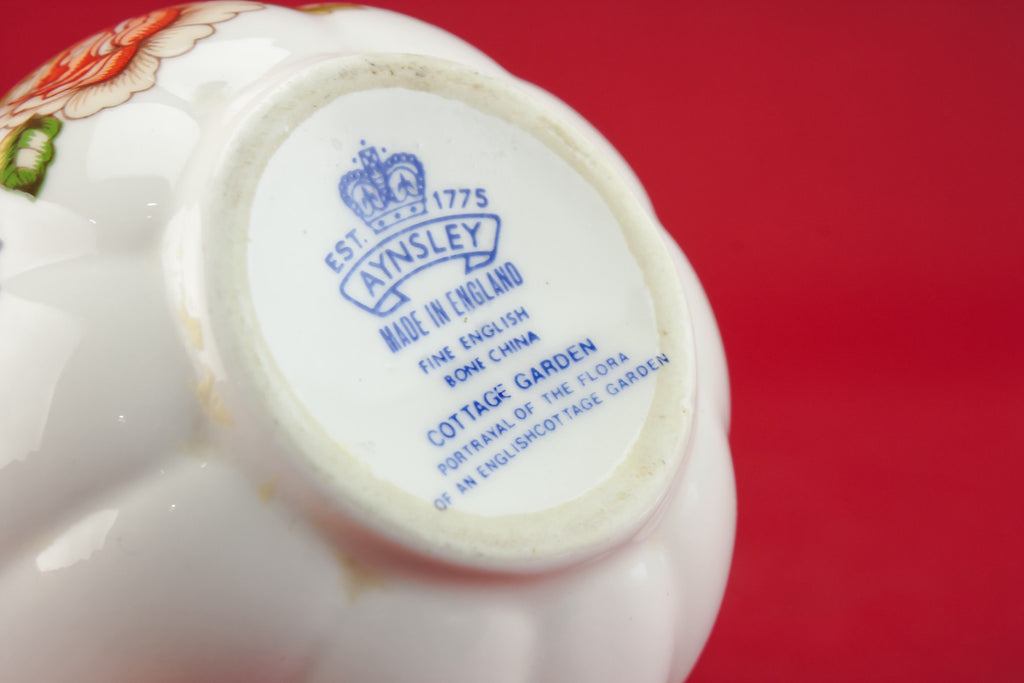 EST. 1775
AYNSLEY
MADE IN ENGLAND
FINE ENGLISH
BONE CHINA
COTTAGE GARDEN
PORTRAYAL OF THE FLORA
OF AN ENGLISHCOTTAGE GARDEN